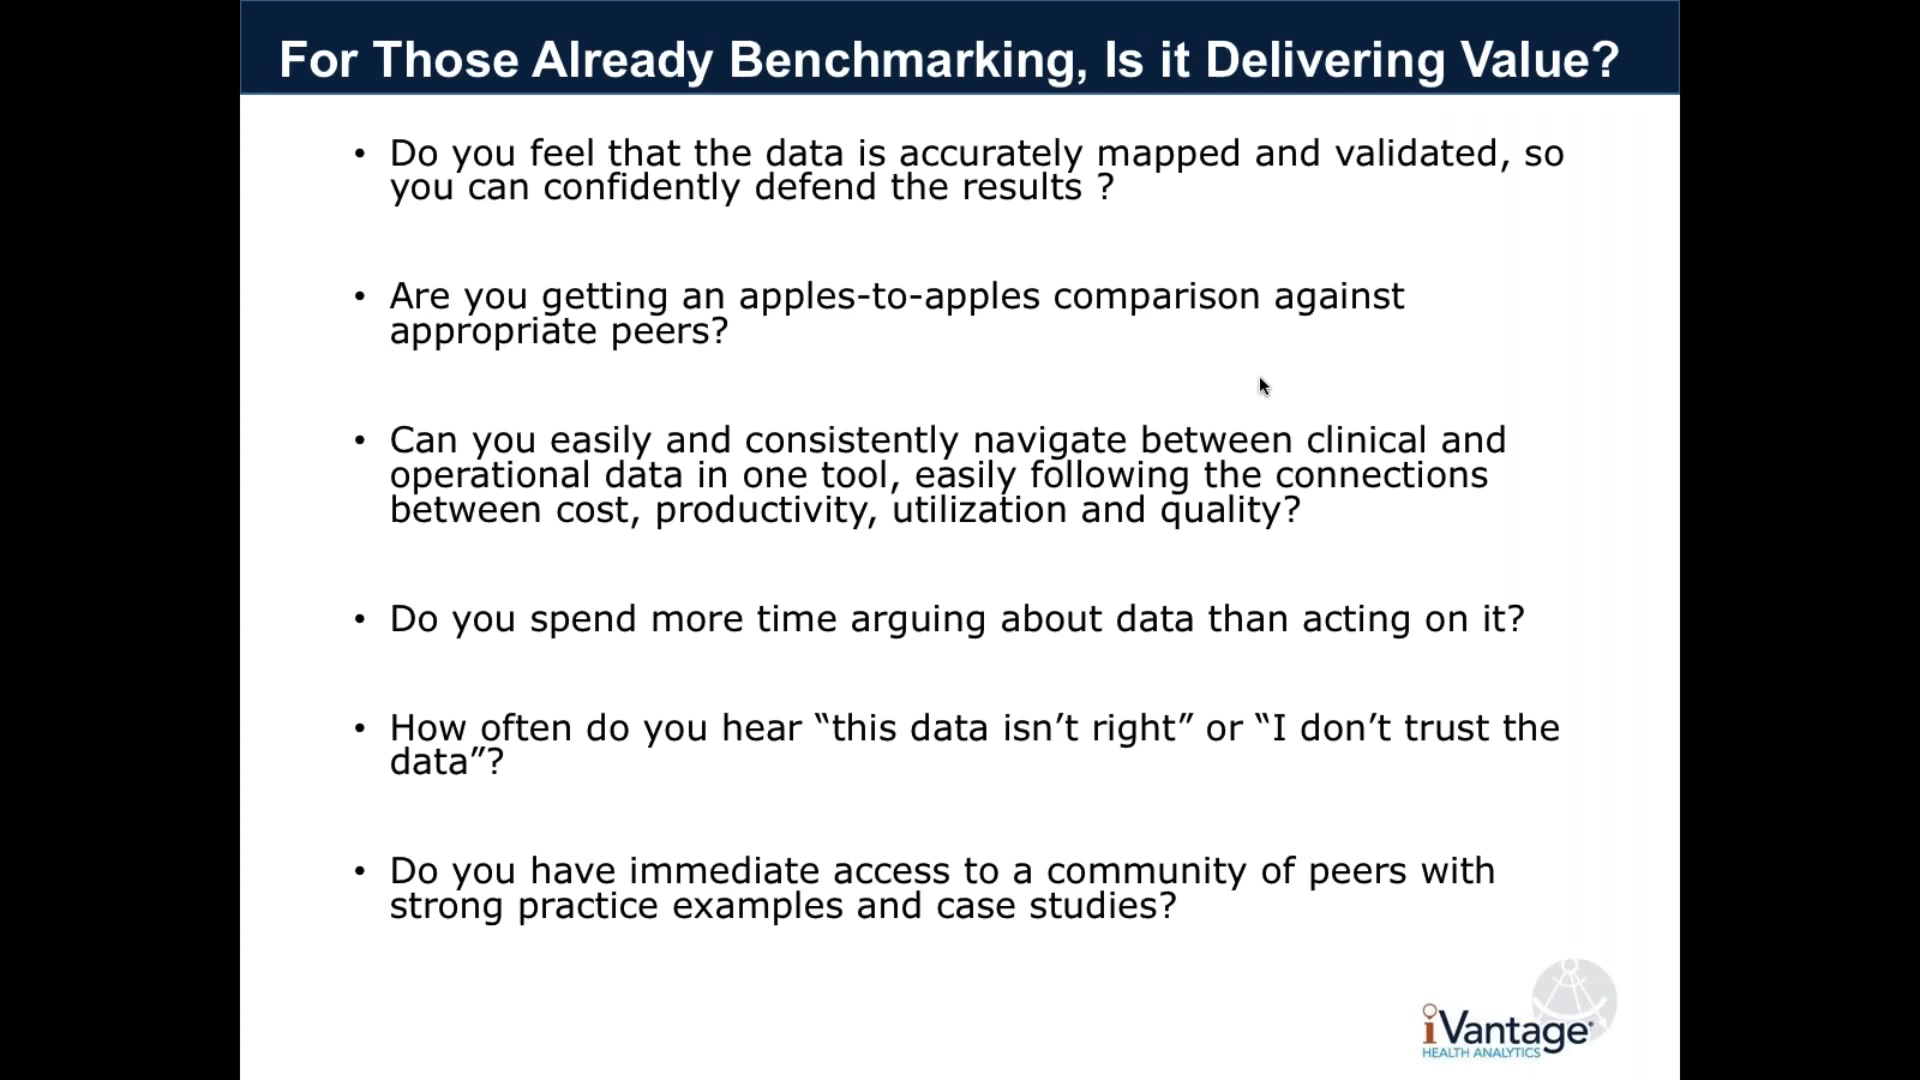 For Those Already Benchmarking, Is it Delivering Value?
• Do you feel that the data is accurately mapped and validated, so
you can confidently defend the results ?
• Are you getting an apples-to-apples comparison against
appropriate peers?
• Can you easily and consistently navigate between clinical and
operational data in one tool, easily following the connections
between cost, productivity, utilization and quality?
• Do you spend more time arguing about data than acting on it?
• How often do you hear “this data isn’t right” or “I don’t trust the
data”?
• Do you have immediate access to a community of peers with
strong practice examples and case studies?
iVantage
HEALTH ANALYTICS